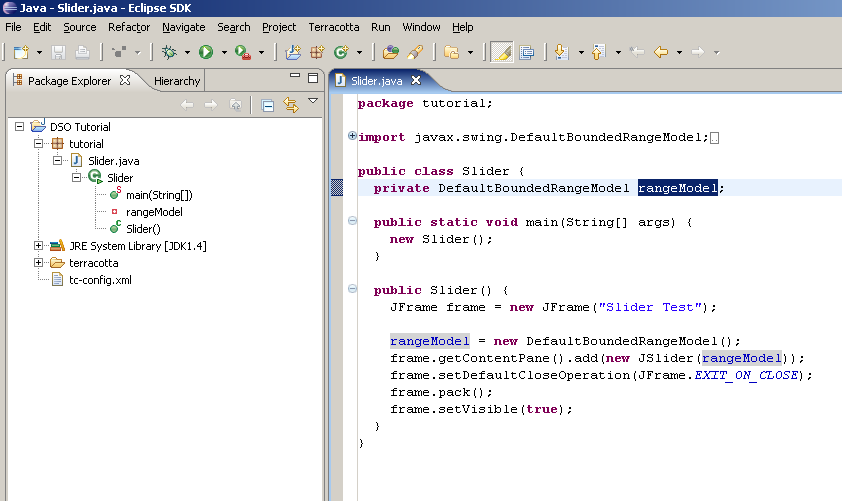 Java - Slider.java - Eclipse SDK
File Edit Source Refactor Navigate Search Project Terracotta Run Window Help
Package Explorer Hierarchy
Slider.java
DSO Tutorial
tutorial
Slider.java
Slider
main(String[])
rangeModel
Slider()
JRE System Library [JDK1.4]
terracotta
tc-config.xml
package tutorial;
import javax.swing.DefaultBoundedRangeModel;
public class Slider {
private DefaultBoundedRangeModel rangeModel;
public static void main(String[] args) {
new Slider();
}
public Slider() {
JFrame frame = new JFrame("Slider Test");
rangeModel = new DefaultBoundedRangeModel();
frame.getContentPane().add(new JSlider(rangeModel));
frame.setDefaultCloseOperation(JFrame.EXIT_ON_CLOSE);
frame.pack();
frame.setVisible(true);
}
}